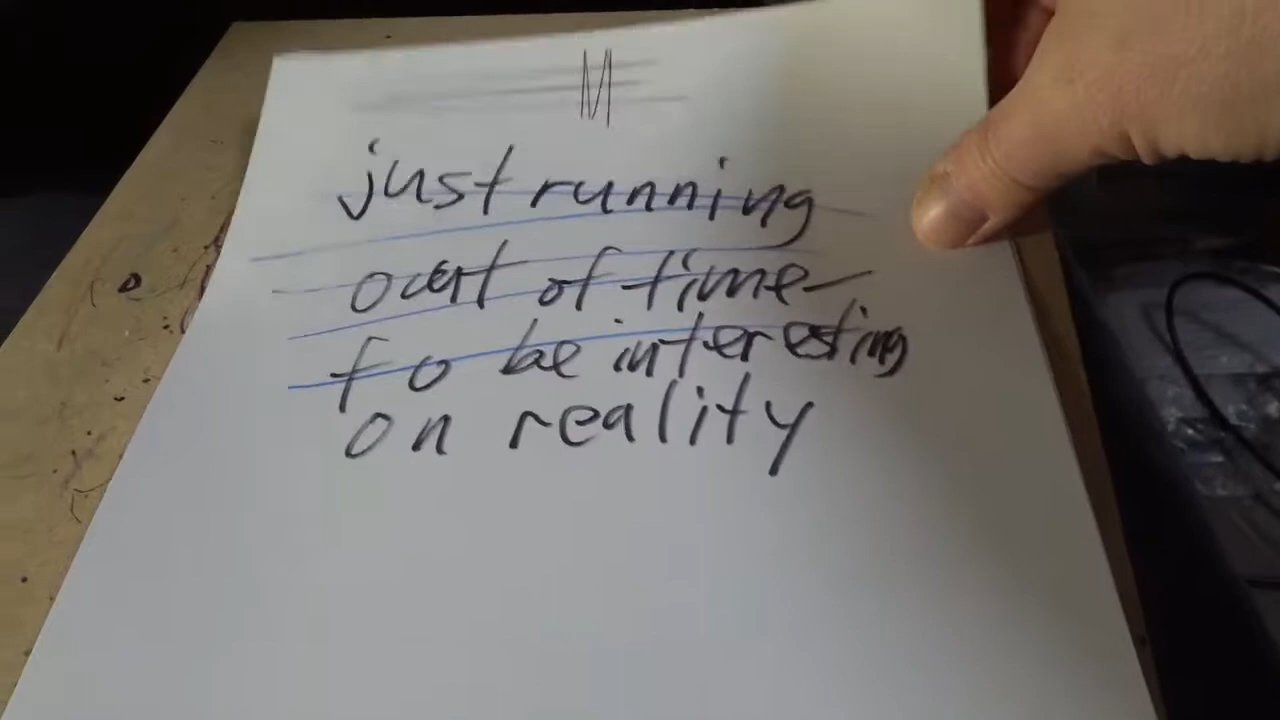 M
just running
out of time
to be interesting
on reality